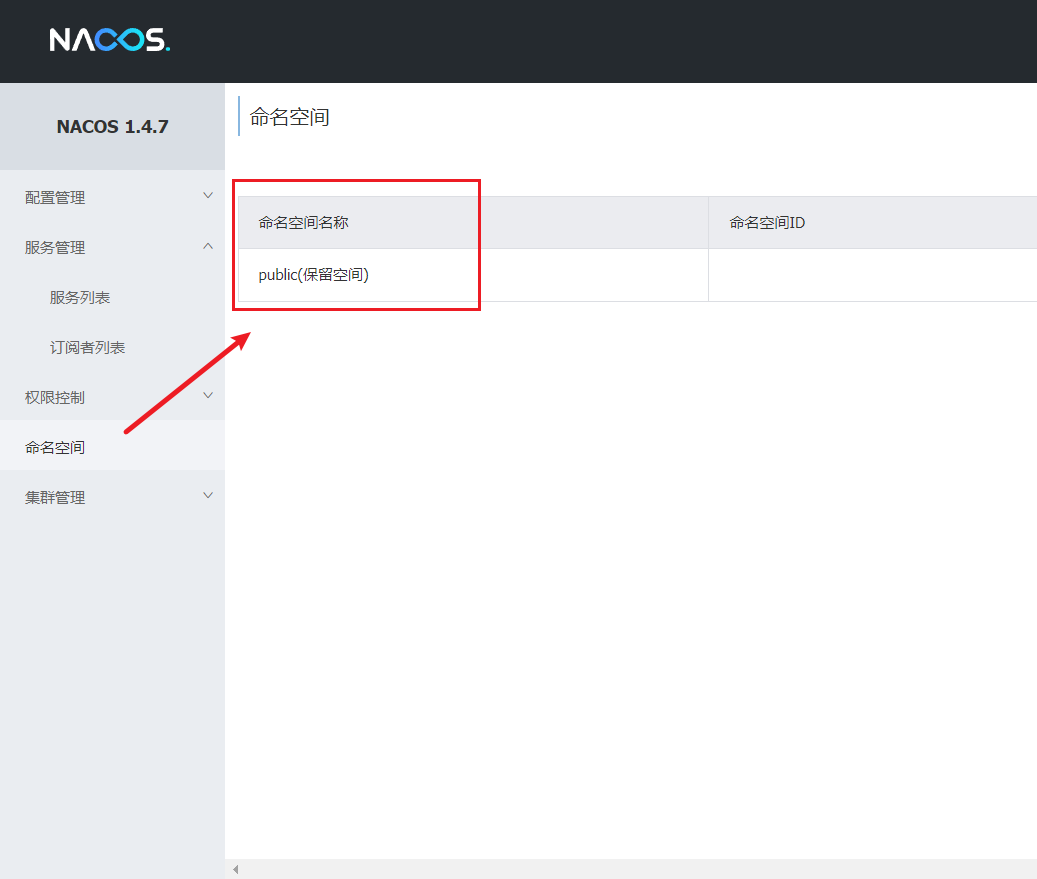 NACOS.
NACOS 1.4.7
配置管理
服务管理
服务列表
订阅者列表
权限控制
命名空间
集群管理
命名空间
命名空间名称 命名空间ID
public(保留空间)